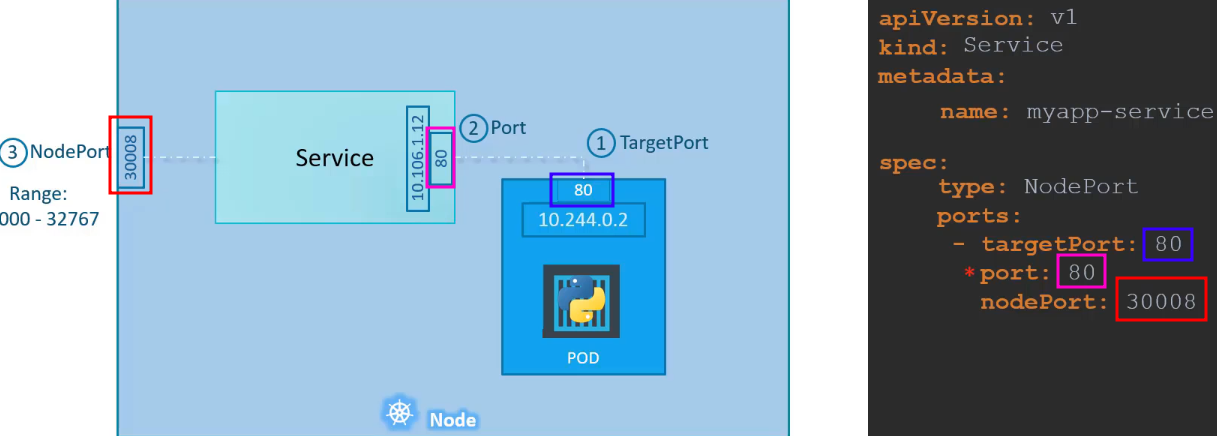 3 NodePort
Range:
000 - 32767
30008
Service
10.106.1.12
80
2 Port
1 TargetPort
80
10.244.0.2
POD
Node
apiVersion: v1
kind: Service
metadata:
name: myapp-service
spec:
type: NodePort
ports:
- targetPort: 80
*port: 80
nodePort: 30008